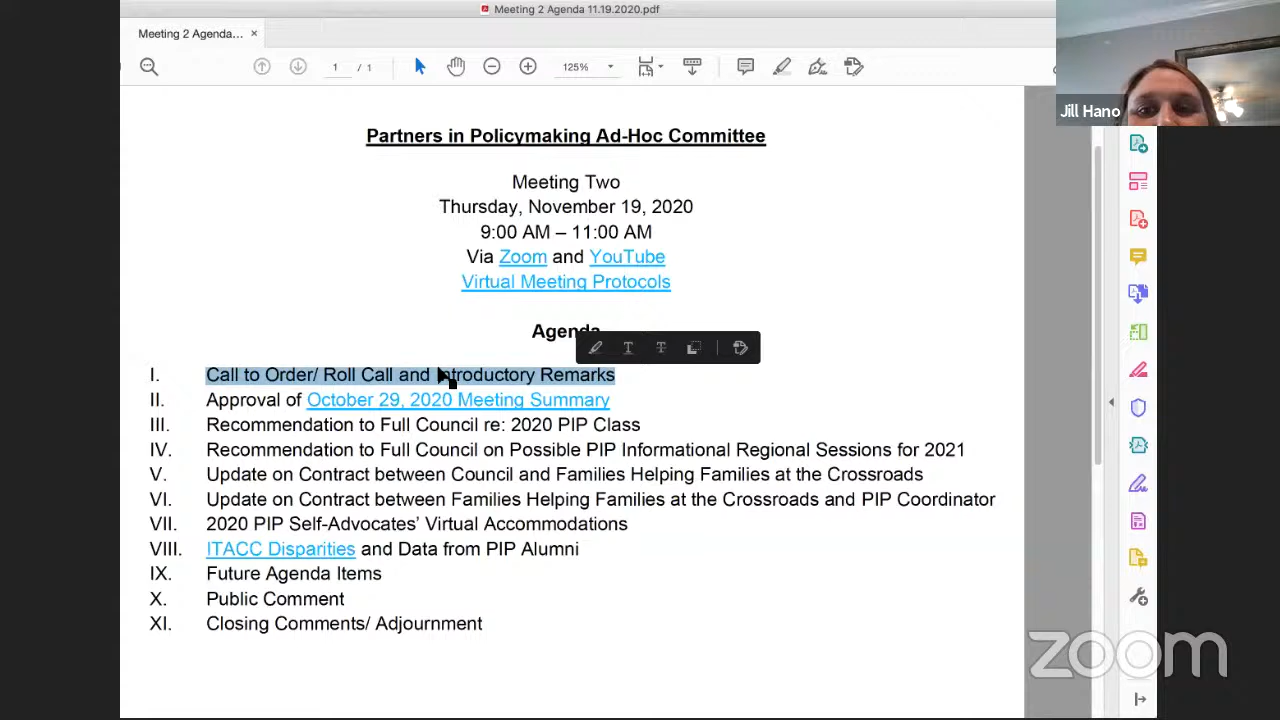 Meeting 2 Agenda 11.19.2020.pdf
Meeting 2 Agenda... ×
1 / 1
125%
Jill Hano
Partners in Policymaking Ad-Hoc Committee
Meeting Two
Thursday, November 19, 2020
9:00 AM – 11:00 AM
Via Zoom and YouTube
Virtual Meeting Protocols
Agenda
I. Call to Order/ Roll Call and Introductory Remarks
II. Approval of October 29, 2020 Meeting Summary
III. Recommendation to Full Council re: 2020 PIP Class
IV. Recommendation to Full Council on Possible PIP Informational Regional Sessions for 2021
V. Update on Contract between Council and Families Helping Families at the Crossroads
VI. Update on Contract between Families Helping Families at the Crossroads and PIP Coordinator
VII. 2020 PIP Self-Advocates' Virtual Accommodations
VIII. ITACC Disparities and Data from PIP Alumni
IX. Future Agenda Items
X. Public Comment
XI. Closing Comments/ Adjournment
zoom